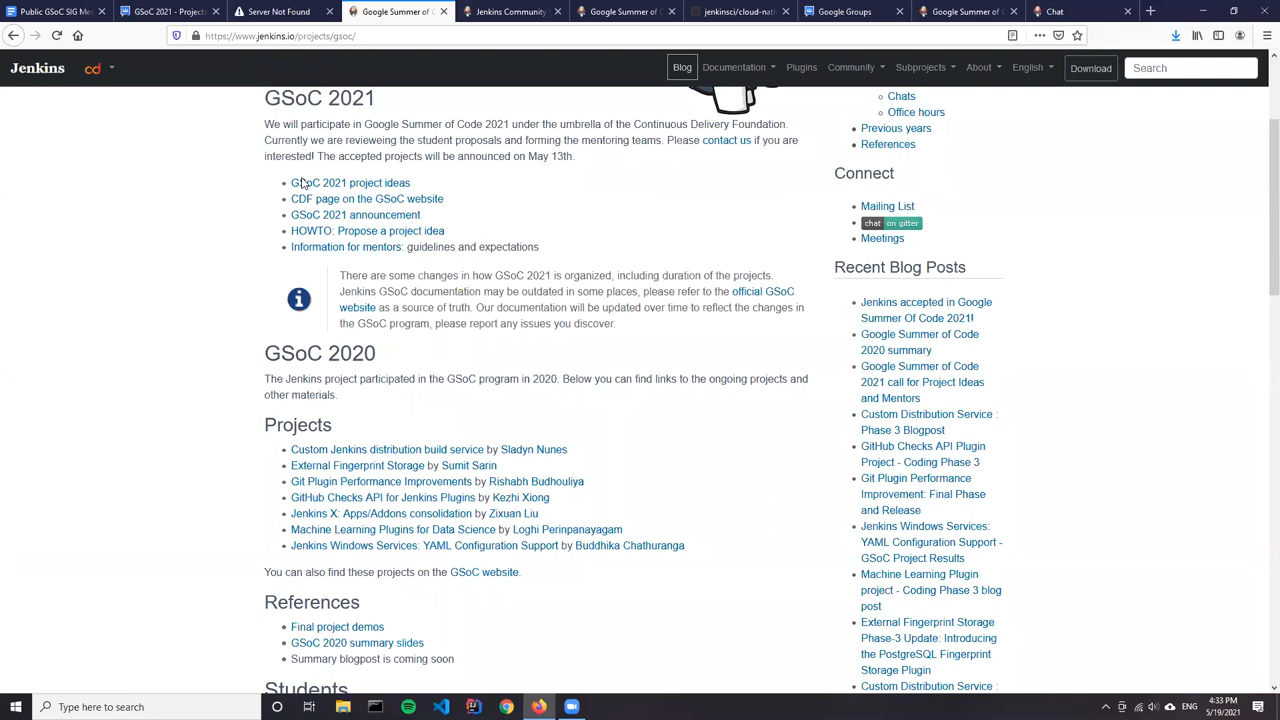 Public GSoC SIG Mee
GSoC 2021 - Projects
Server Not Found
Google Summer of C
Jenkins Community
Google Summer of C
jenkinsci/cloud-nati
Google Groups
Google Summer of C
Chat
https://www.jenkins.io/projects/gsoc/
Jenkins
cd
Blog
Documentation
Plugins
Community
Subprojects
About
English
Download
Search
GSoC 2021
We will participate in Google Summer of Code 2021 under the umbrella of the Continuous Delivery Foundation.
Currently we are reviewing the student proposals and forming the mentoring teams. Please contact us if you are
interested! The accepted projects will be announced on May 13th.
GSoC 2021 project ideas
CDF page on the GSoC website
GSoC 2021 announcement
HOWTO: Propose a project idea
Information for mentors: guidelines and expectations
There are some changes in how GSoC 2021 is organized, including duration of the projects.
Jenkins GSoC documentation may be outdated in some places, please refer to the official GSoC
website as a source of truth. Our documentation will be updated over time to reflect the changes in
the GSoC program, please report any issues you discover.
GSoC 2020
The Jenkins project participated in the GSoC program in 2020. Below you can find links to the ongoing projects and
other materials.
Projects
Custom Jenkins distribution build service by Sladyn Nunes
External Fingerprint Storage by Sumit Sarin
Git Plugin Performance Improvements by Rishabh Budhouliya
GitHub Checks API for Jenkins Plugins by Kezhi Xiong
Jenkins X: Apps/Addons consolidation by Zixuan Liu
Machine Learning Plugins for Data Science by Loghi Perinpanayagam
Jenkins Windows Services: YAML Configuration Support by Buddhika Chathuranga
You can also find these projects on the GSoC website.
References
Final project demos
GSoC 2020 summary slides
Summary blogpost is coming soon
Students
Chats
Office hours
Previous years
References
Connect
Mailing List
chat on gitter
Meetings
Recent Blog Posts
Jenkins accepted in Google
Summer Of Code 2021!
Google Summer of Code
2020 summary
Google Summer of Code
2021 call for Project Ideas
and Mentors
Custom Distribution Service :
Phase 3 Blogpost
GitHub Checks API Plugin
Project - Coding Phase 3
Git Plugin Performance
Improvement: Final Phase
and Release
Jenkins Windows Services:
YAML Configuration Support -
GSoC Project Results
Machine Learning Plugin
project - Coding Phase 3 blog
post
External Fingerprint Storage
Phase-3 Update: Introducing
the PostgreSQL Fingerprint
Storage Plugin
Custom Distribution Service :
Type here to search
ENG
4:33 PM
5/19/2021